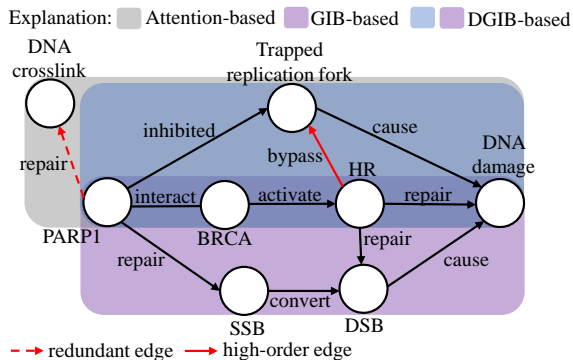 Explanation: Attention-based GIB-based DGIB-based
DNA
crosslink
Trapped
replication fork
inhibited
cause
DNA
damage
repair
bypass
HR
interact
activate
repair
PARP1
BRCA
repair
repair
cause
convert
SSB
DSB
redundant edge
high-order edge